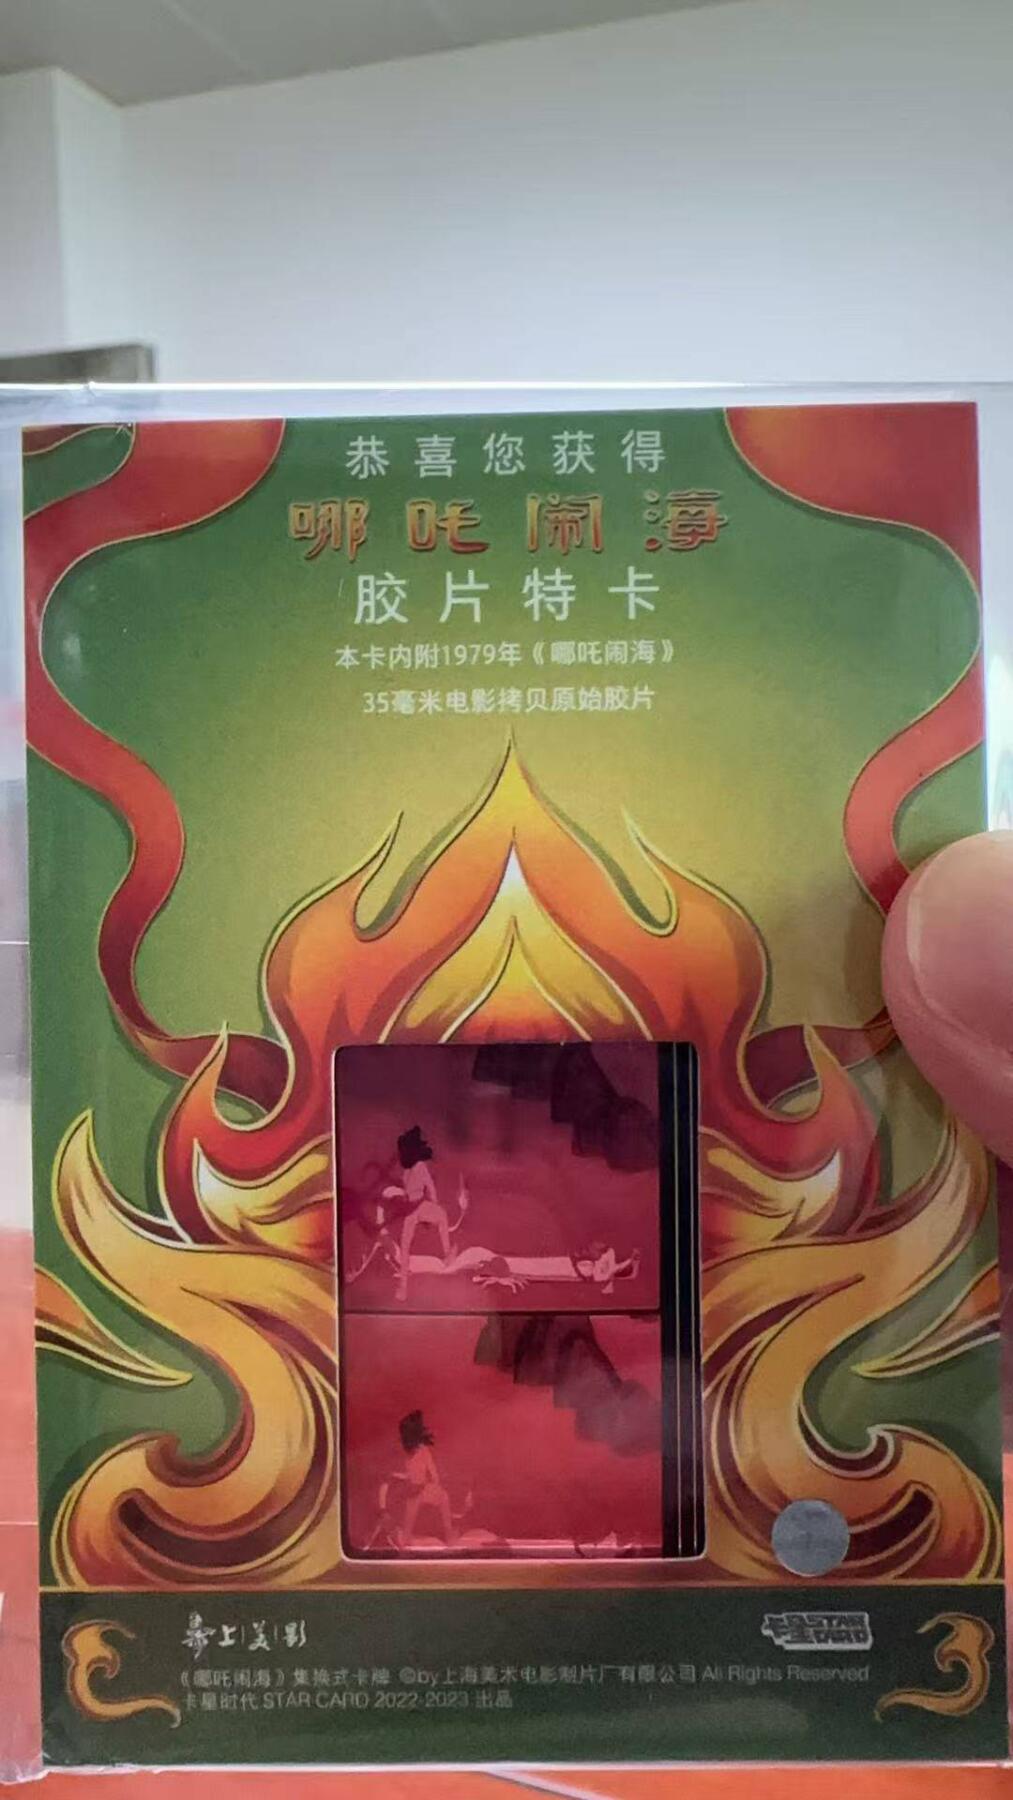 恭喜您获得
哪吒闹海
胶片特卡
本卡内附1979年《哪吒闹海》
35毫米电影拷贝原始胶片
上美影
卡星 STAR CARD
《哪吒闹海》集换式卡牌 ©by上海美术电影制片厂有限公司 All Rights Reserved
卡星时代 STAR CARD 2022-2023 出品